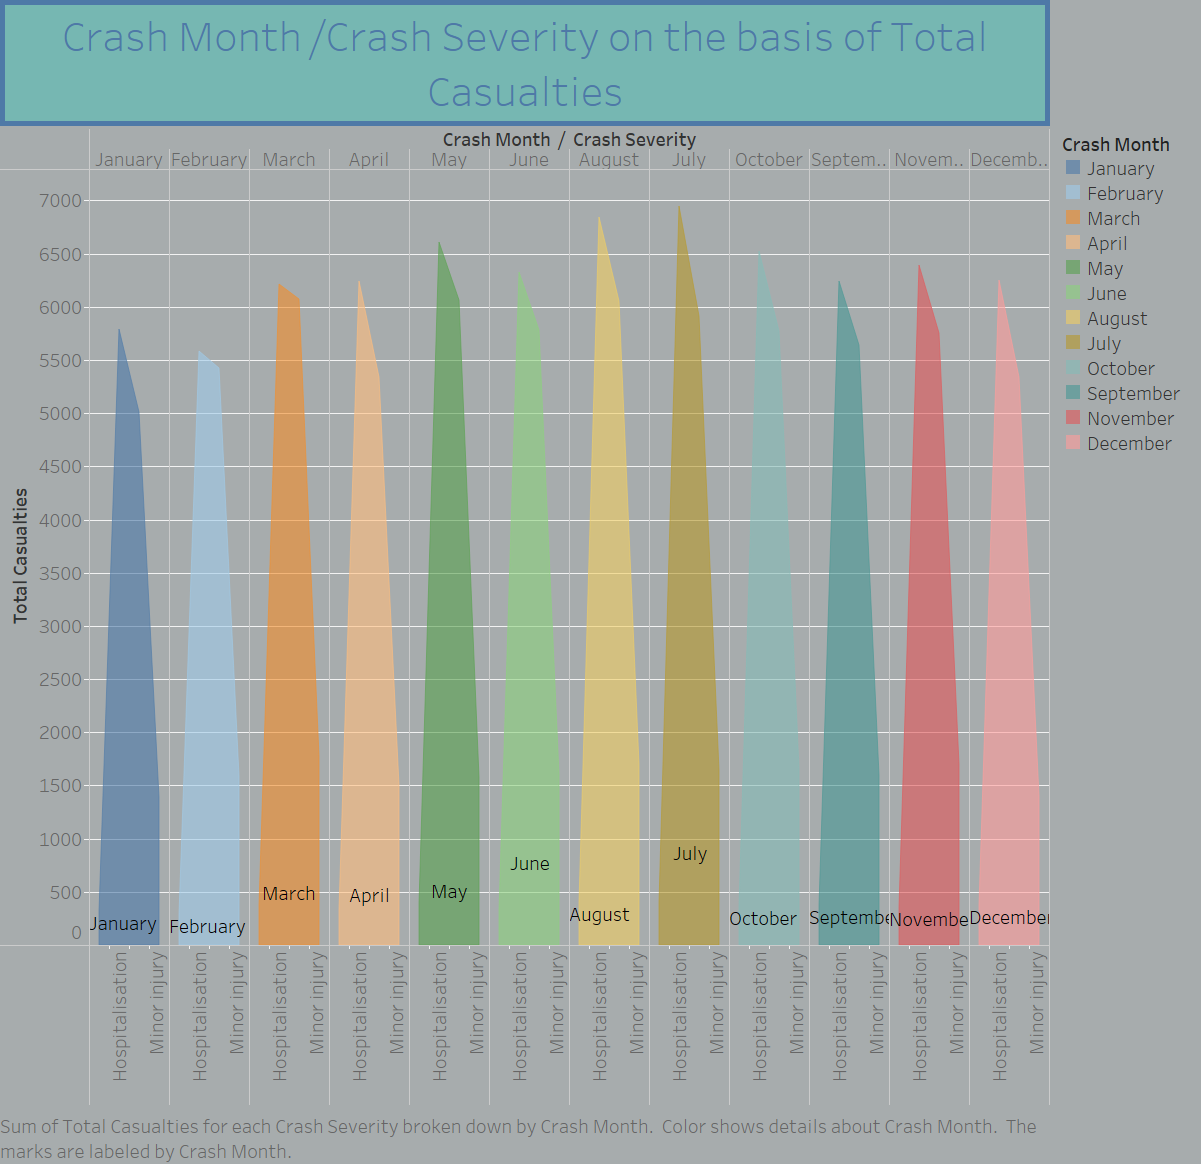 Crash Month /Crash Severity on the basis of Total
Casualties
Crash Month / Crash Severity
January February March April May June August July October Septem.. Novem.. Decemb..
Crash Month
January
February
March
April
May
June
August
July
October
September
November
December
Total Casualties
7000
6500
6000
5500
5000
4500
4000
3500
3000
2500
2000
1500
1000
500
0
January February March April May June August July October Septembe Novembe December
Hospitalisation Minor injury Hospitalisation Minor injury Hospitalisation Minor injury Hospitalisation Minor injury Hospitalisation Minor injury Hospitalisation Minor injury Hospitalisation Minor injury Hospitalisation Minor injury Hospitalisation Minor injury Hospitalisation Minor injury Hospitalisation Minor injury Hospitalisation Minor injury
Sum of Total Casualties for each Crash Severity broken down by Crash Month. Color shows details about Crash Month. The
marks are labeled by Crash Month.